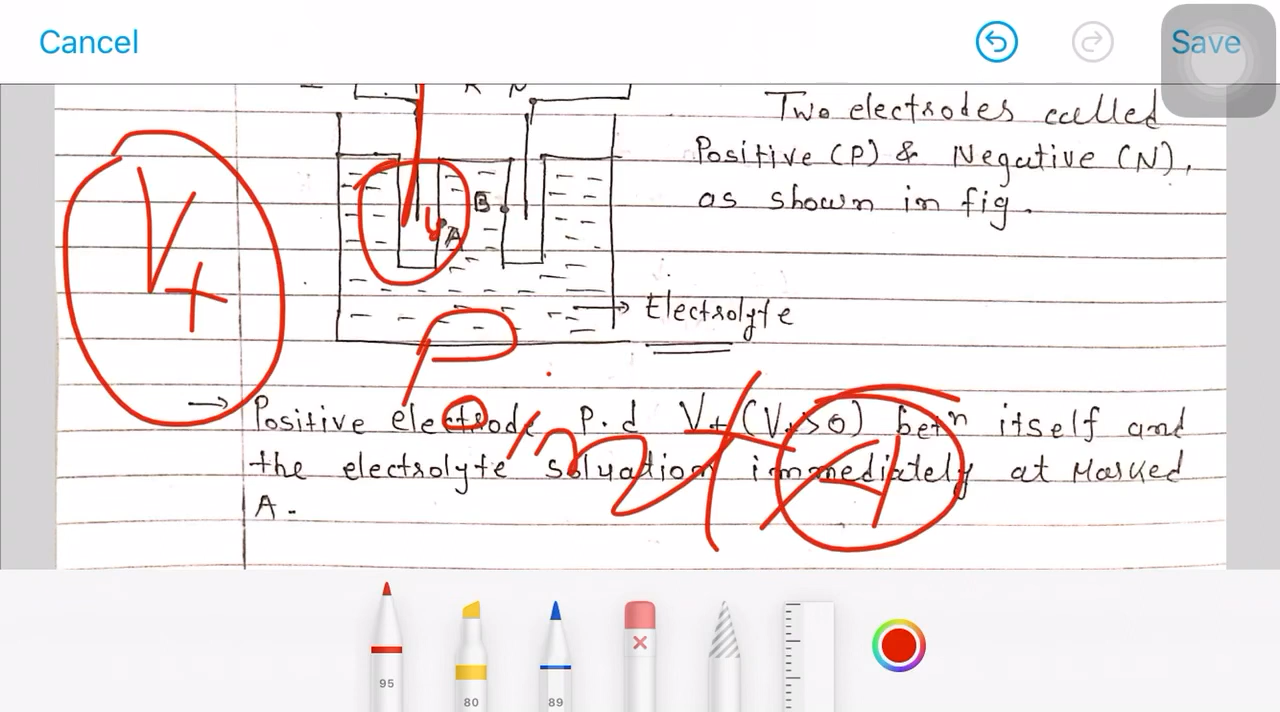 Cancel
Save
Two electrodes called
Positive (P) & Negative (N),
as shown in fig.
B
A
V+
Electrolyte
Point A
→ Positive electrode P.d V+ (V+>0) betn itself and
the electrolyte soluation immediately at Marked
A.
95
80
89